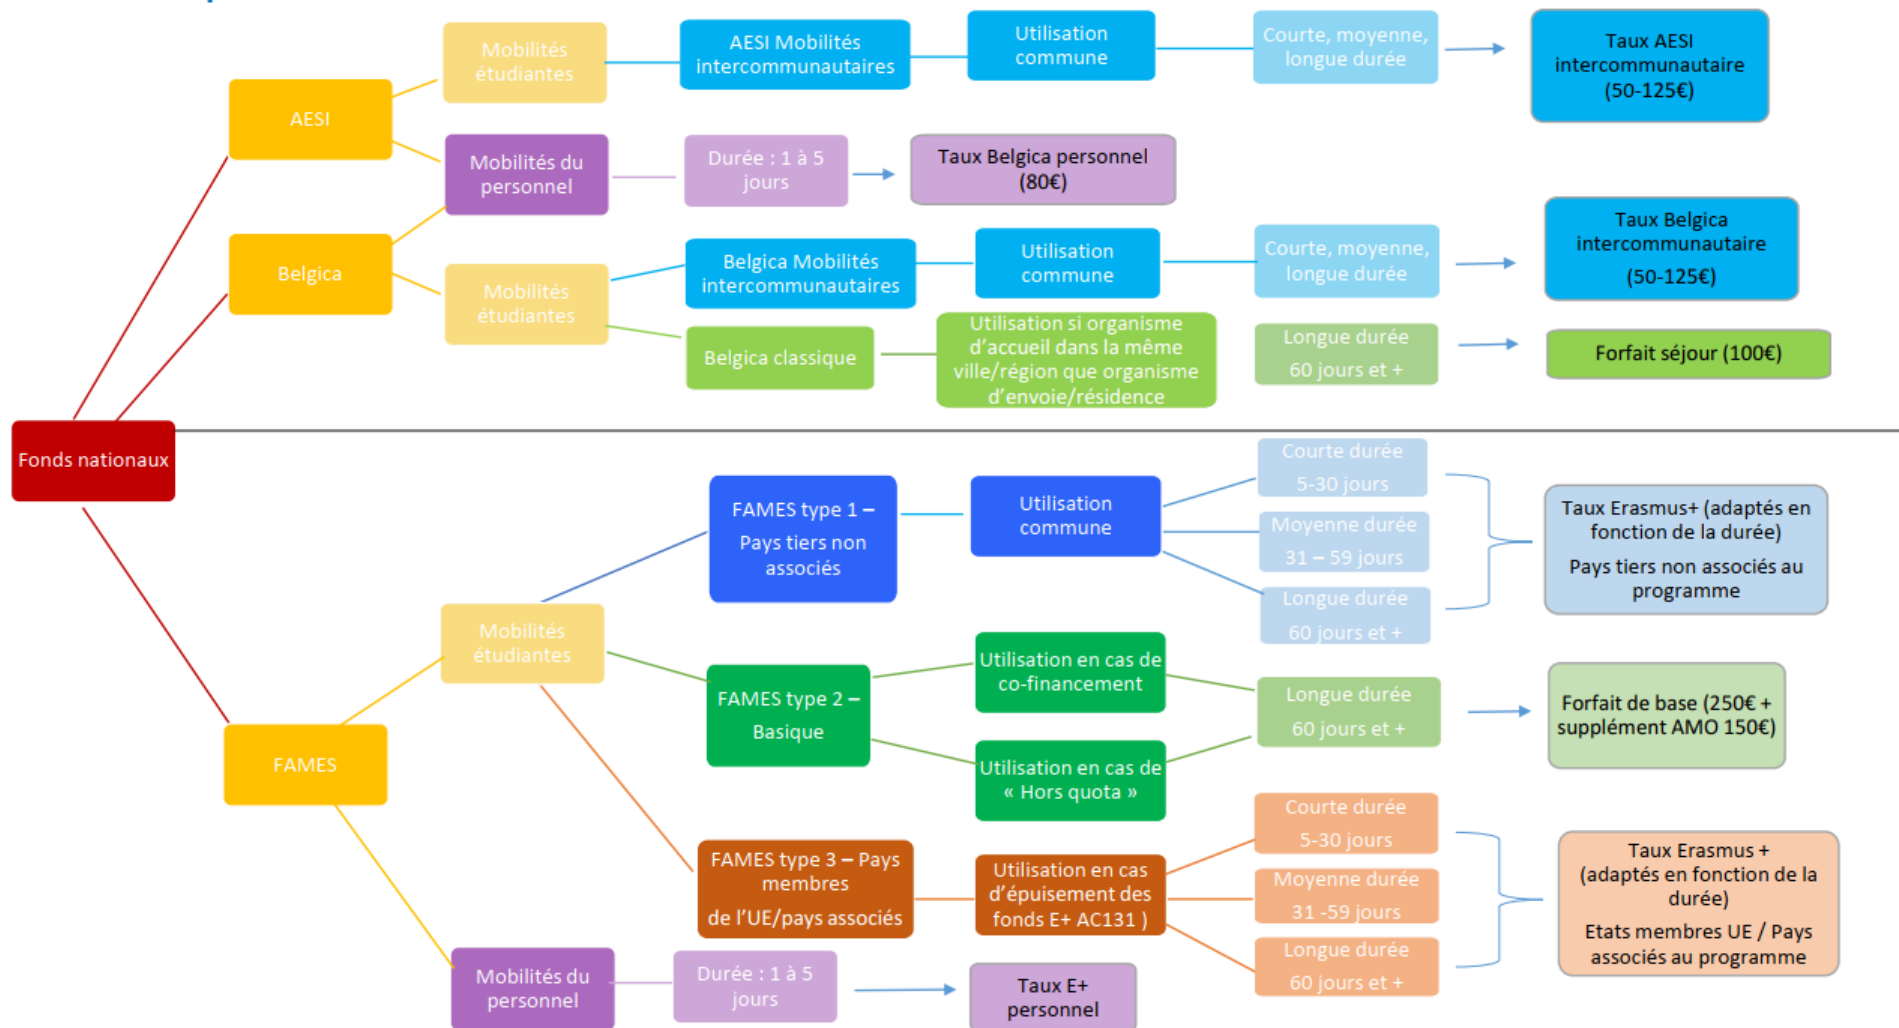 Mobilités
étudiantes
AESI Mobilités
intercommunautaires
Utilisation
commune
Courte, moyenne,
longue durée
Taux AESI
intercommunautaire
(50-125€)
AESI
Mobilités du
personnel
Durée : 1 à 5
jours
Taux Belgica personnel
(80€)
Belgica
Mobilités
étudiantes
Belgica Mobilités
intercommunautaires
Utilisation
commune
Courte, moyenne,
longue durée
Taux Belgica
intercommunautaire
(50-125€)
Belgica classique
Utilisation si organisme
d'accueil dans la même
ville/région que organisme
d'envoie/résidence
Longue durée
60 jours et +
Forfait séjour (100€)
Fonds nationaux
FAMES type 1 –
Pays tiers non
associés
Utilisation
commune
Courte durée
5-30 jours
Moyenne durée
31 – 59 jours
Longue durée
60 jours et +
Taux Erasmus+ (adaptés en
fonction de la durée)
Pays tiers non associés au
programme
Mobilités
étudiantes
FAMES type 2 –
Basique
Utilisation en cas de
co-financement
Utilisation en cas de
« Hors quota »
Longue durée
60 jours et +
Forfait de base (250€ +
supplément AMO 150€)
FAMES
FAMES type 3 – Pays
membres
de l'UE/pays associés
Utilisation en cas
d'épuisement des
fonds E+ AC131 )
Courte durée
5-30 jours
Moyenne durée
31 -59 jours
Longue durée
60 jours et +
Taux Erasmus +
(adaptés en fonction de la
durée)
Etats membres UE / Pays
associés au programme
Mobilités du
personnel
Durée : 1 à 5
jours
Taux E+
personnel